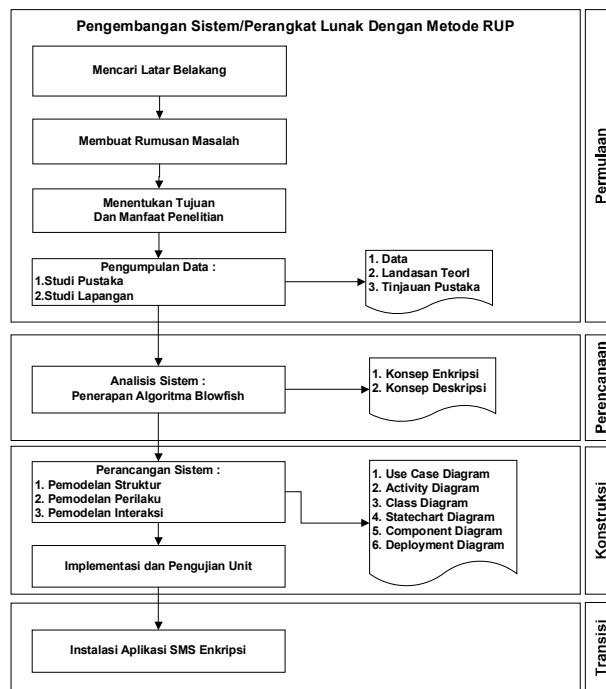 Pengembangan Sistem/Perangkat Lunak Dengan Metode RUP
Mencari Latar Belakang
Membuat Rumusan Masalah
Menentukan Tujuan
Dan Manfaat Penelitian
Pengumpulan Data :
1.Studi Pustaka
2.Studi Lapangan
1. Data
2. Landasan TeorI
3. Tinjauan Pustaka
Permulaan
Analisis Sistem :
Penerapan Algoritma Blowfish
1. Konsep Enkripsi
2. Konsep Deskripsi
Perencanaan
Perancangan Sistem :
1. Pemodelan Struktur
2. Pemodelan Perilaku
3. Pemodelan Interaksi
1. Use Case Diagram
2. Activity Diagram
3. Class Diagram
4. Statechart Diagram
5. Component Diagram
6. Deployment Diagram
Implementasi dan Pengujian Unit
Konstruksi
Instalasi Aplikasi SMS Enkripsi
Transisi